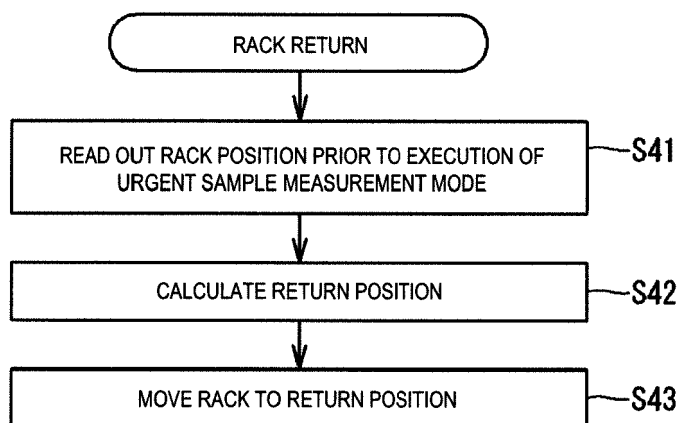 RACK RETURN
READ OUT RACK POSITION PRIOR TO EXECUTION OF
URGENT SAMPLE MEASUREMENT MODE
S41
CALCULATE RETURN POSITION
S42
MOVE RACK TO RETURN POSITION
S43